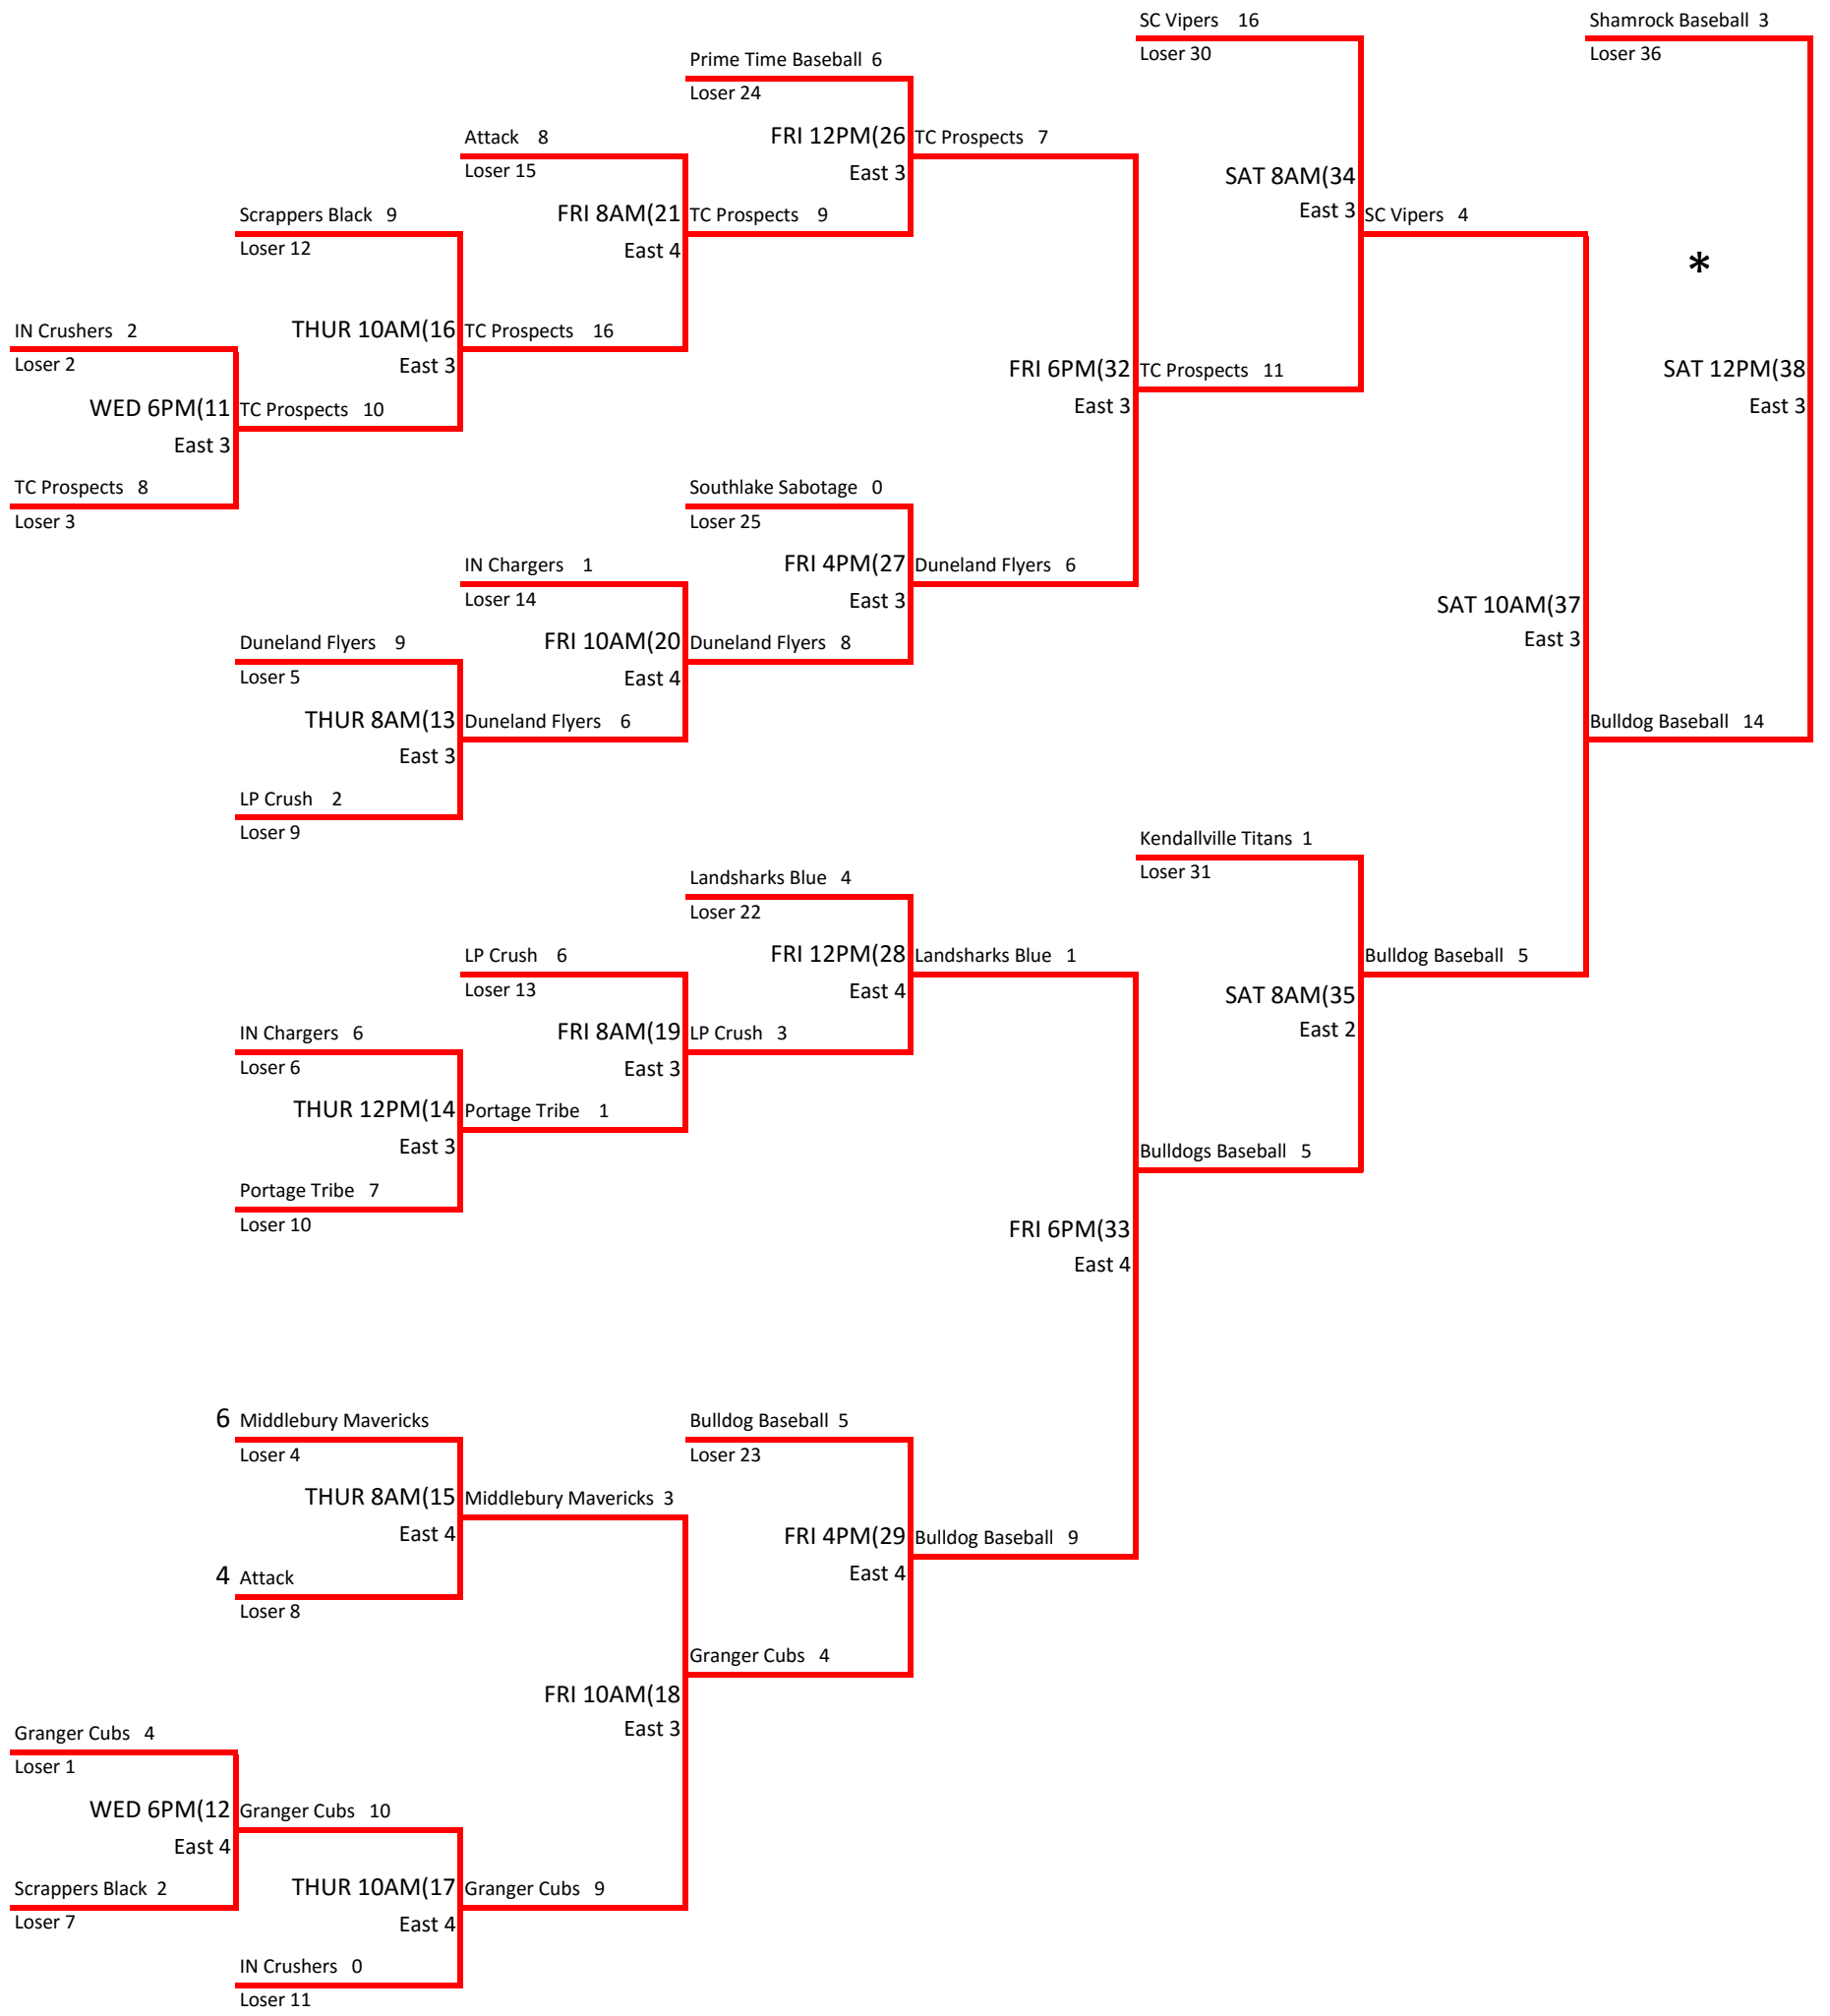 SC Vipers 16
Loser 30
Shamrock Baseball 3
Loser 36
Prime Time Baseball 6
Loser 24
Attack 8
Loser 15
FRI 12PM(26
East 3
TC Prospects 7
SAT 8AM(34
East 3
SC Vipers 4
Scrappers Black 9
Loser 12
FRI 8AM(21
East 4
TC Prospects 9
*
IN Crushers 2
Loser 2
THUR 10AM(16
East 3
TC Prospects 16
FRI 6PM(32
East 3
TC Prospects 11
SAT 12PM(38
East 3
WED 6PM(11
East 3
TC Prospects 10
TC Prospects 8
Loser 3
Southlake Sabotage 0
Loser 25
IN Chargers 1
Loser 14
FRI 4PM(27
East 3
Duneland Flyers 6
SAT 10AM(37
East 3
Duneland Flyers 9
Loser 5
FRI 10AM(20
East 4
Duneland Flyers 8
THUR 8AM(13
East 3
Duneland Flyers 6
Bulldog Baseball 14
LP Crush 2
Loser 9
Kendallville Titans 1
Loser 31
Landsharks Blue 4
Loser 22
LP Crush 6
Loser 13
FRI 12PM(28
East 4
Landsharks Blue 1
Bulldog Baseball 5
SAT 8AM(35
East 2
IN Chargers 6
Loser 6
FRI 8AM(19
East 3
LP Crush 3
THUR 12PM(14
East 3
Portage Tribe 1
Bulldogs Baseball 5
Portage Tribe 7
Loser 10
FRI 6PM(33
East 4
6 Middlebury Mavericks
Loser 4
Bulldog Baseball 5
Loser 23
THUR 8AM(15
East 4
Middlebury Mavericks 3
FRI 4PM(29
East 4
Bulldog Baseball 9
4 Attack
Loser 8
Granger Cubs 4
FRI 10AM(18
East 3
Granger Cubs 4
Loser 1
WED 6PM(12
East 4
Granger Cubs 10
Scrappers Black 2
Loser 7
THUR 10AM(17
East 4
Granger Cubs 9
IN Crushers 0
Loser 11